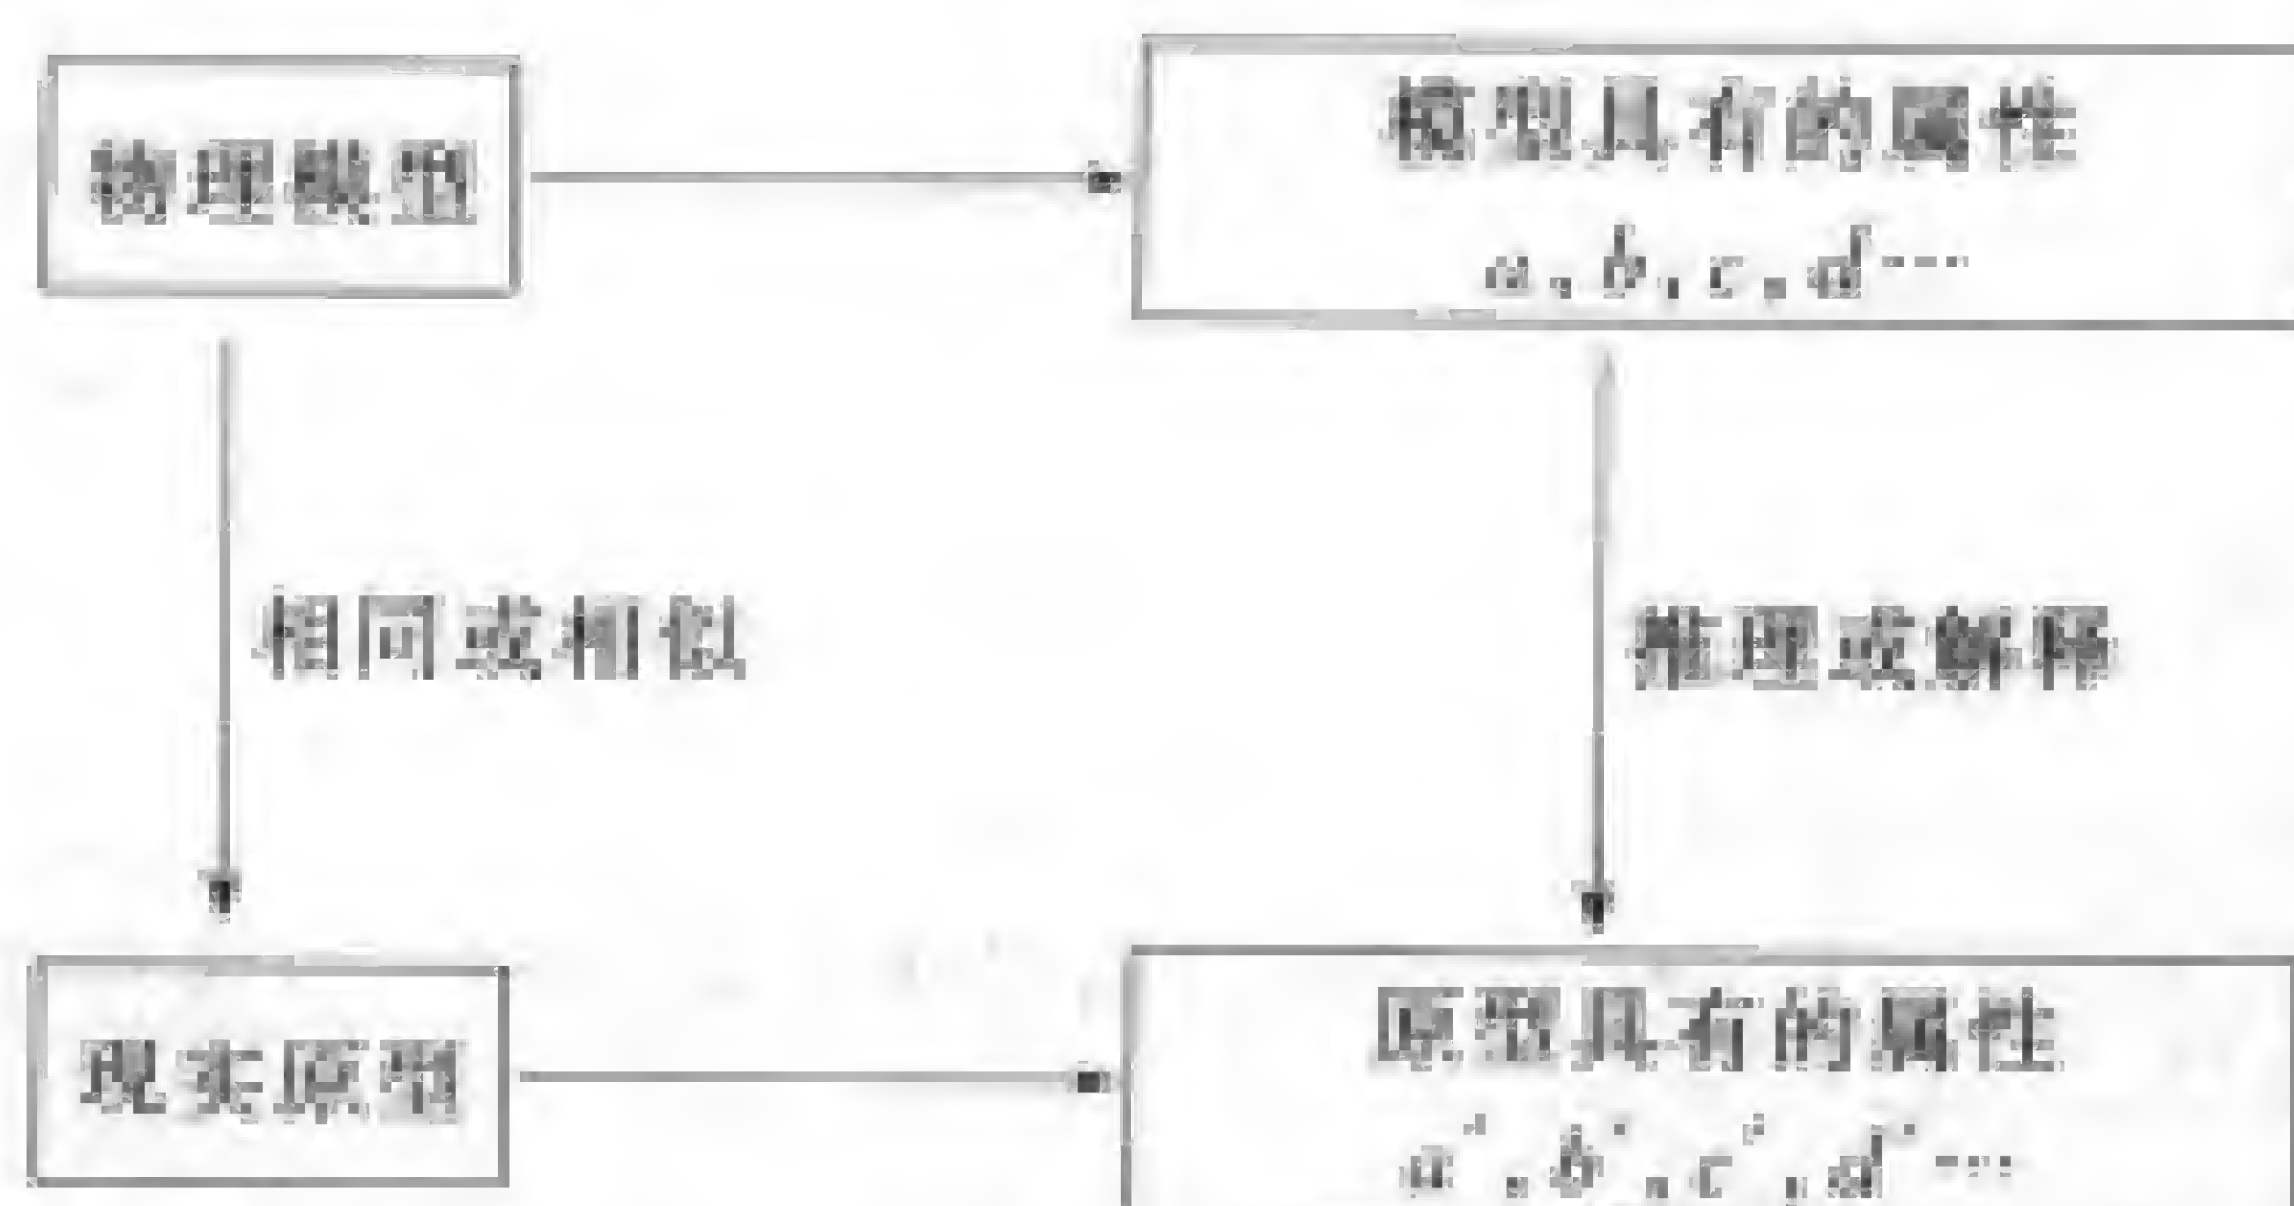 物理模型
模型具有的属性
a,b,c,d…
相同或相似
推理或解释
现实原型
原型具有的属性
a′,b′,c′,d′…